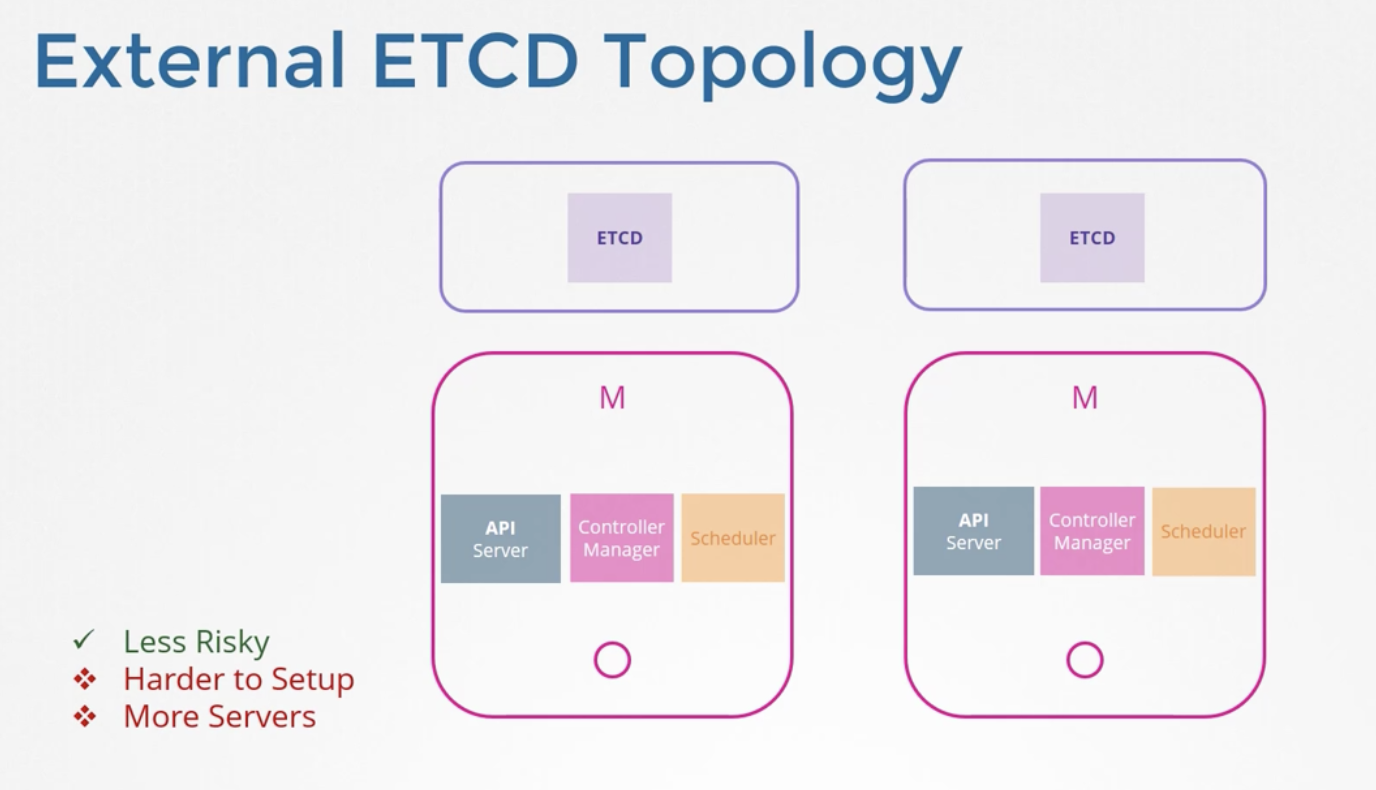 External ETCD Topology
ETCD
ETCD
M
M
API
Server
Controller
Manager
Scheduler
API
Server
Controller
Manager
Scheduler
Less Risky
Harder to Setup
More Servers